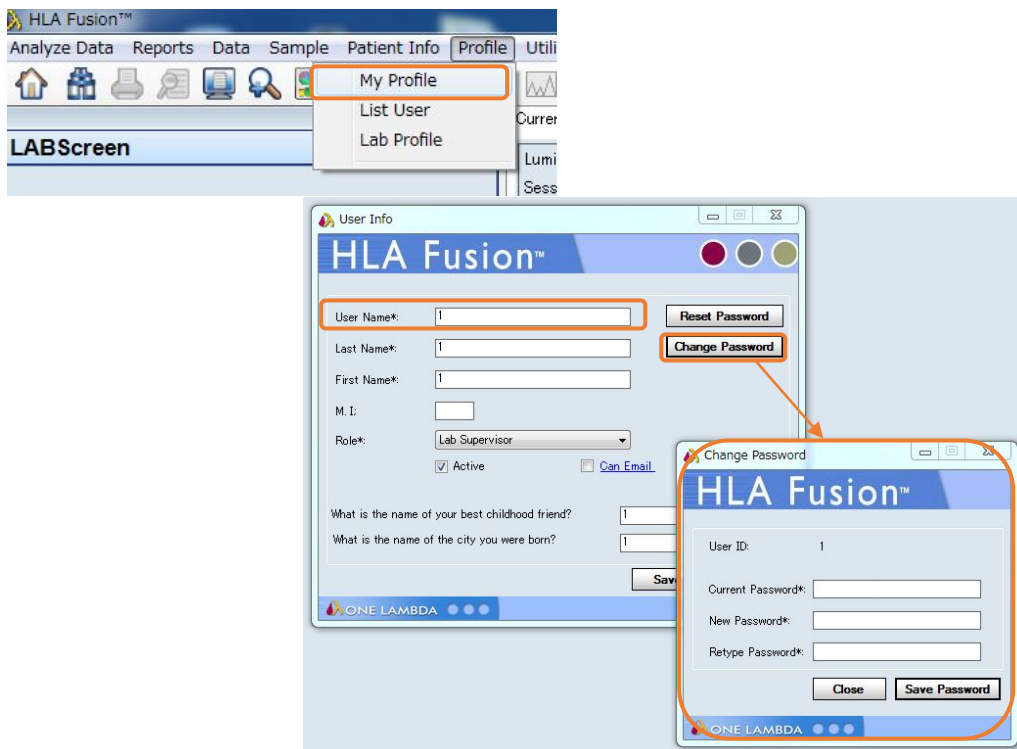 HLA Fusion™
Analyze Data Reports Data Sample Patient Info Profile Utili
My Profile
List User
Lab Profile
Curren
LABScreen
Lumi
Sess
User Info
HLA Fusion™
User Name*: 1
Reset Password
Last Name*: 1
Change Password
First Name*: 1
M. I:
Role*: Lab Supervisor
Active
Can Email
What is the name of your best childhood friend? 1
What is the name of the city you were born? 1
Sav
ONE LAMBDA
Change Password
HLA Fusion™
User ID: 1
Current Password*:
New Password*:
Retype Password*:
Close Save Password
ONE LAMBDA